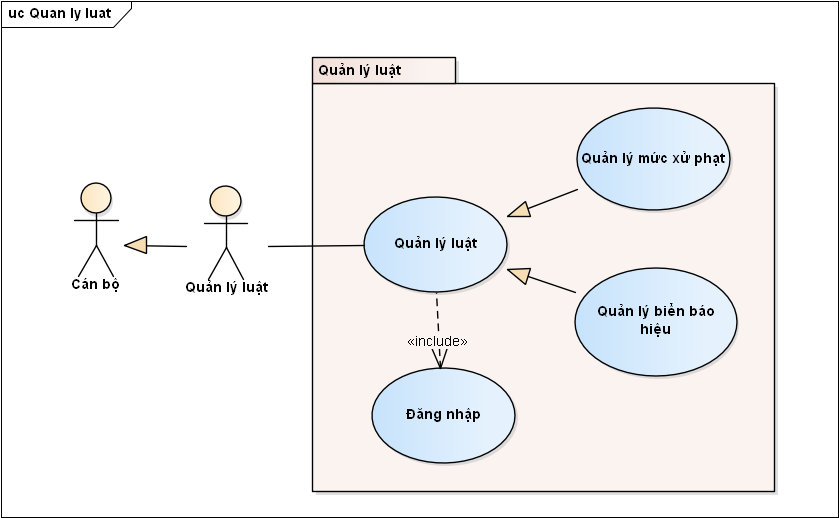 uc Quan ly luat
Quản lý luật
Quản lý mức xử phạt
Quản lý luật
Quản lý biển báo
hiệu
Cán bộ
Quản lý luật
«include»
Đăng nhập